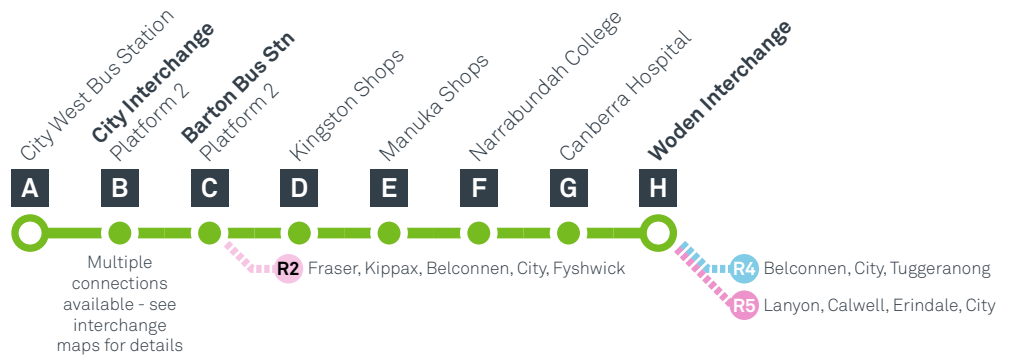 City West Bus Station
City Interchange
Platform 2
Barton Bus Stn
Platform 2
Kingston Shops
Manuka Shops
Narrabundah College
Canberra Hospital
Woden Interchange
A
B
C
D
E
F
G
H
Multiple
connections
available - see
interchange
maps for details
R2 Fraser, Kippax, Belconnen, City, Fyshwick
R4 Belconnen, City, Tuggeranong
R5 Lanyon, Calwell, Erindale, City